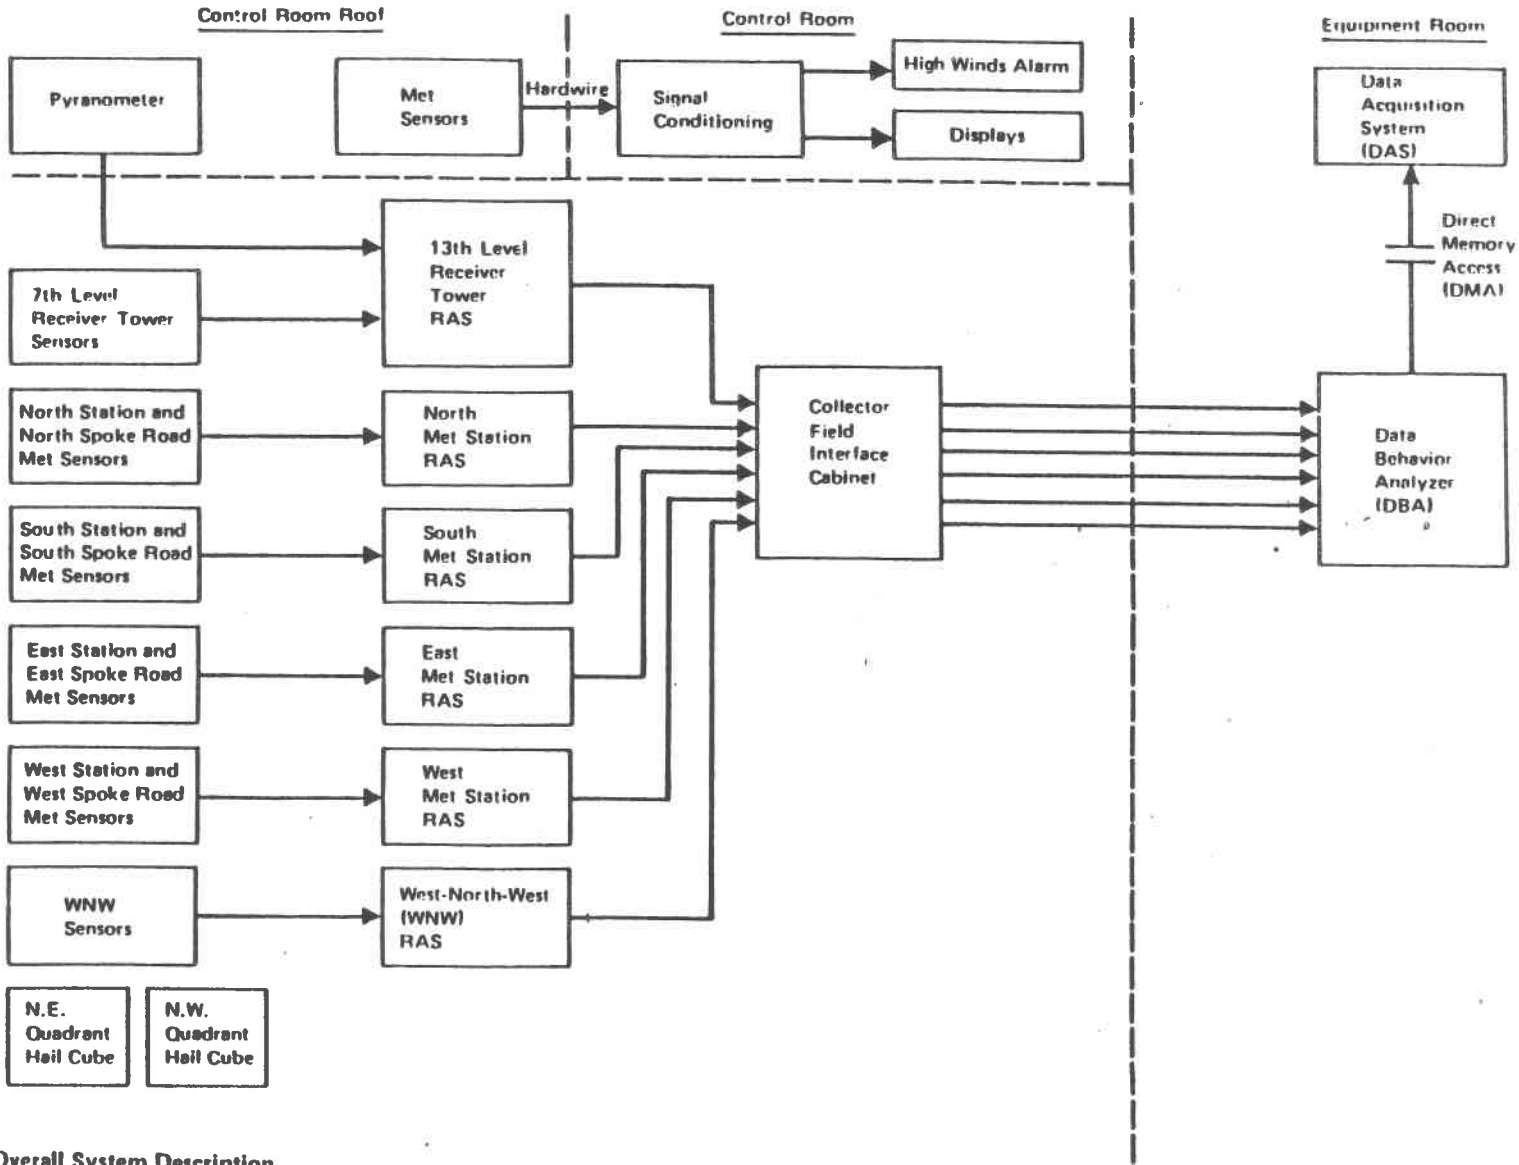 Control Room Roof
Control Room
Equipment Room
Pyranometer
Met
Sensors
Hardwire
Signal
Conditioning
High Winds Alarm
Displays
Data
Acquisition
System
(DAS)
Direct
Memory
Access
(DMA)
7th Level
Receiver Tower
Sensors
13th Level
Receiver
Tower
RAS
North Station and
North Spoke Road
Met Sensors
North
Met Station
RAS
Collector
Field
Interface
Cabinet
Data
Behavior
Analyzer
(DBA)
South Station and
South Spoke Road
Met Sensors
South
Met Station
RAS
East Station and
East Spoke Road
Met Sensors
East
Met Station
RAS
West Station and
West Spoke Road
Met Sensors
West
Met Station
RAS
WNW
Sensors
West-North-West
(WNW)
RAS
N.E.
Quadrant
Hail Cube
N.W.
Quadrant
Hail Cube
Overall System Description